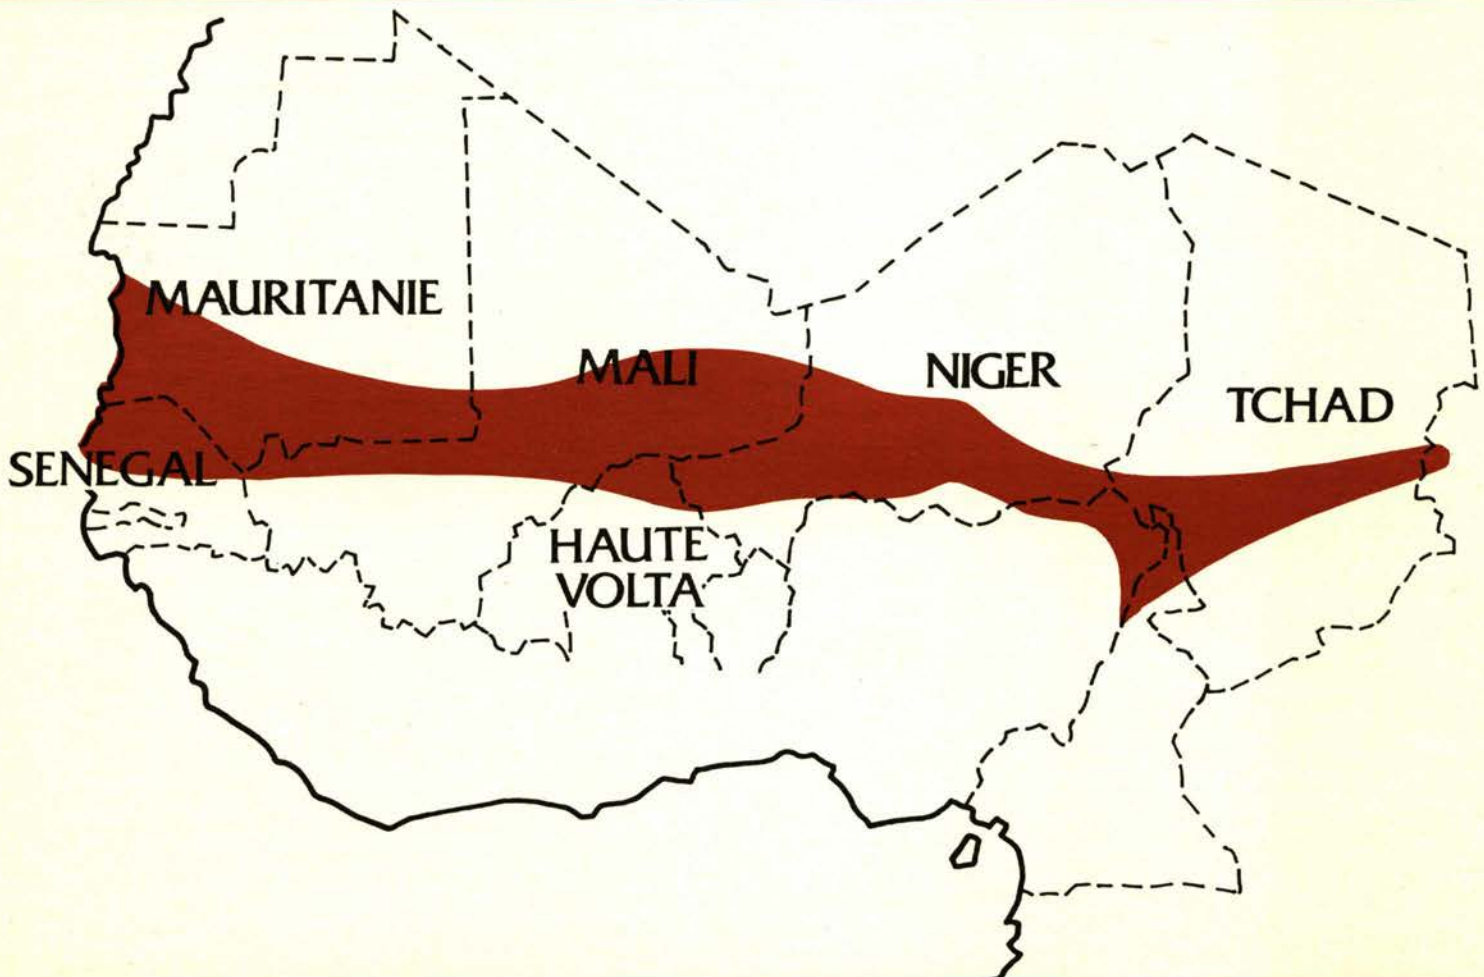 MAURITANIE
MALI
NIGER
TCHAD
SENEGAL
HAUTE
VOLTA